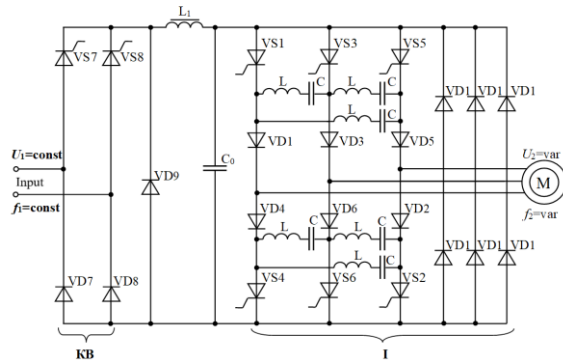 L₁
VS7 VS8 VS1 VS3 VS5
L C L C
VD1 VD1 VD1
L C
U₁=const
VD1 VD3 VD5
U₂=var
Input
VD9 C₀
M
f₁=const
f₂=var
VD4 VD6 VD2
L C L C
VD1 VD1 VD1
L C
VD7 VD8 VS4 VS6 VS2
КВ I